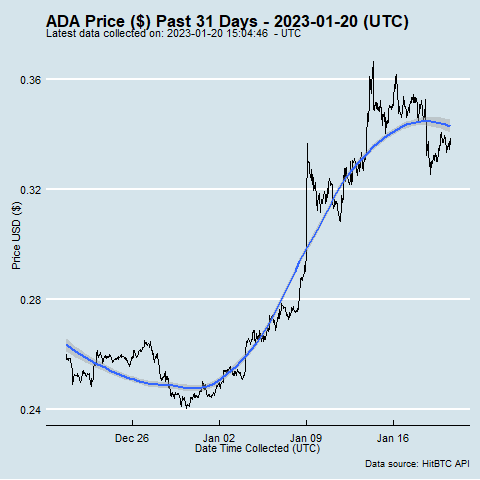 ADA Price ($) Past 31 Days - 2023-01-20 (UTC)
Latest data collected on: 2023-01-20 15:04:46 - UTC
0.36
0.32
0.28
0.24
Price USD ($)
Dec 26
Jan 02
Jan 09
Jan 16
Date Time Collected (UTC)
Data source: HitBTC API